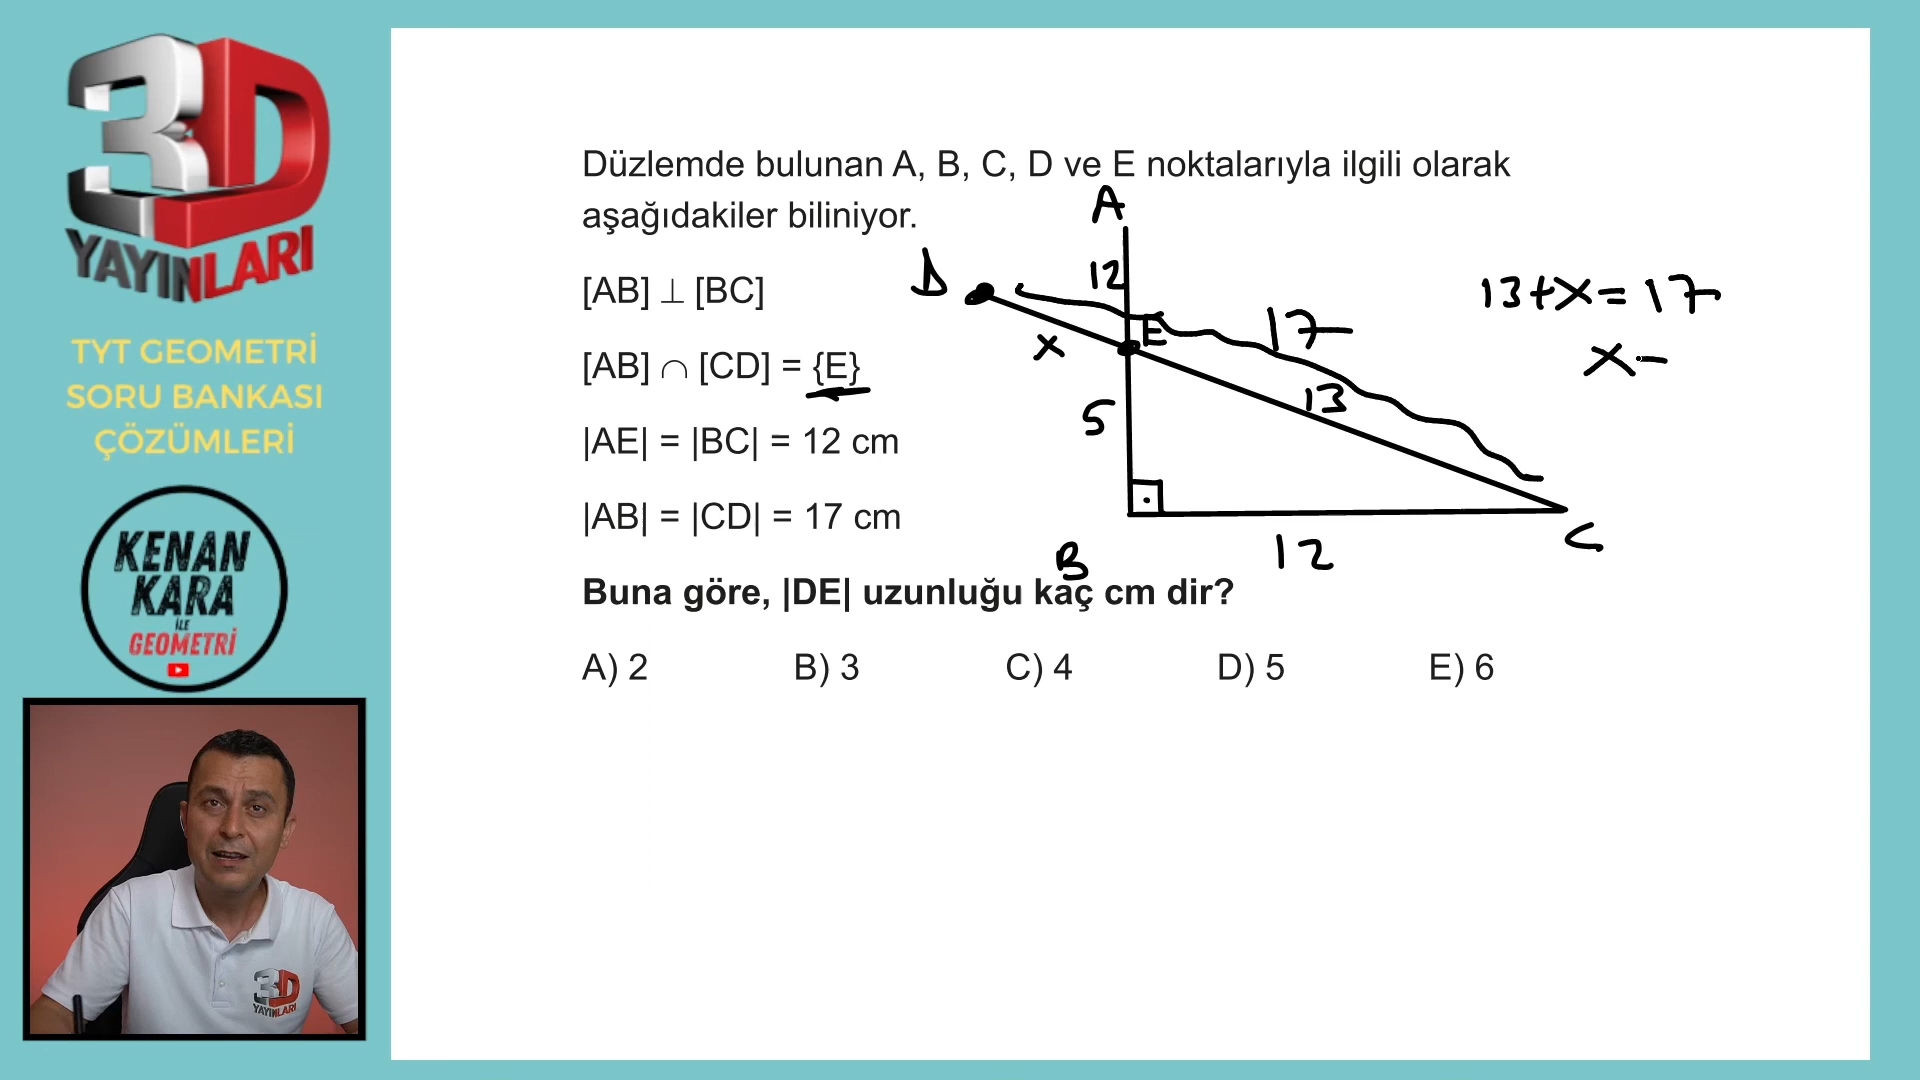 3D
YAYINLARI
TYT GEOMETRİ
SORU BANKASI
ÇÖZÜMLERİ
KENAN
KARA
İLE
GEOMETRİ
3D
YAYINLARI
Düzlemde bulunan A, B, C, D ve E noktalarıyla ilgili olarak
aşağıdakiler biliniyor.
[AB] ⊥ [BC]
[AB] ∩ [CD] = {E}
|AE| = |BC| = 12 cm
|AB| = |CD| = 17 cm
Buna göre, |DE| uzunluğu kaç cm dir?
A) 2 B) 3 C) 4 D) 5 E) 6
A
D
12
E
17
x
13
5
B
12
C
13+x=17
x=